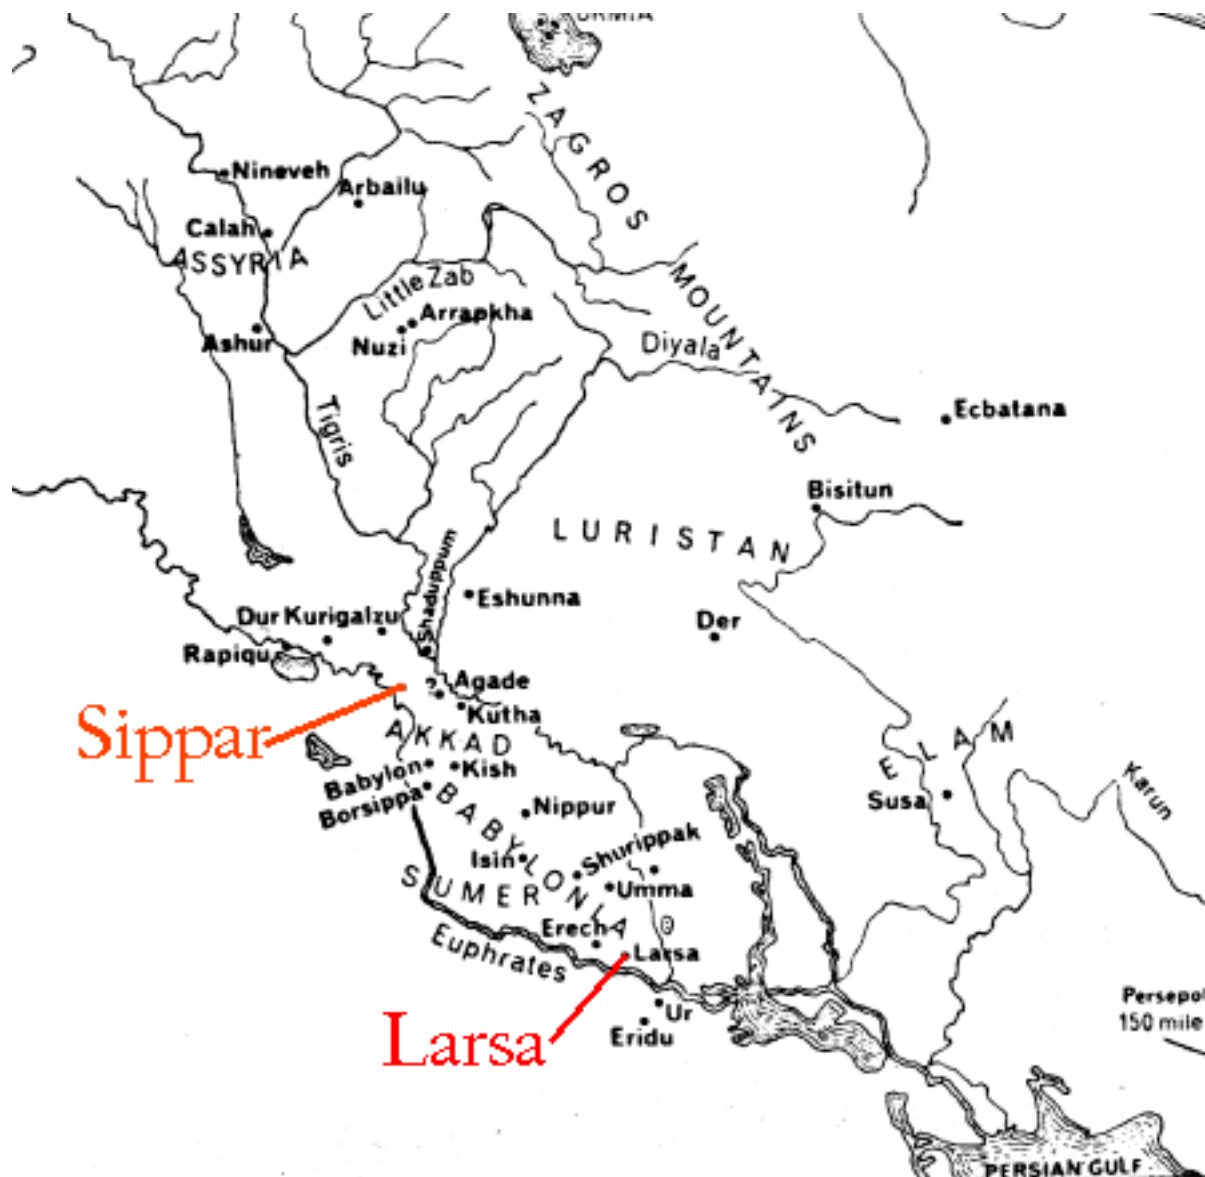 URMIA
ZAGROS
MOUNTAINS
Nineveh
Arbailu
Calah
ASSYRIA
Little Zab
Arrapkha
Ashur
Nuzi
Diyala
Tigris
Ecbatana
Bisitun
LURISTAN
Shaduppum
Eshunna
Dur Kurigalzu
Der
Rapiqu
? Agade
Sippar
Kutha
AKKAD
ELAM
Babylon
Kish
Karun
Borsippa
Susa
BABYLONIA
Nippur
Isin
Shurippak
SUMER
Umma
Erech
Euphrates
Larsa
Ur
Larsa
Eridu
Persepol
150 mile
PERSIAN GULF